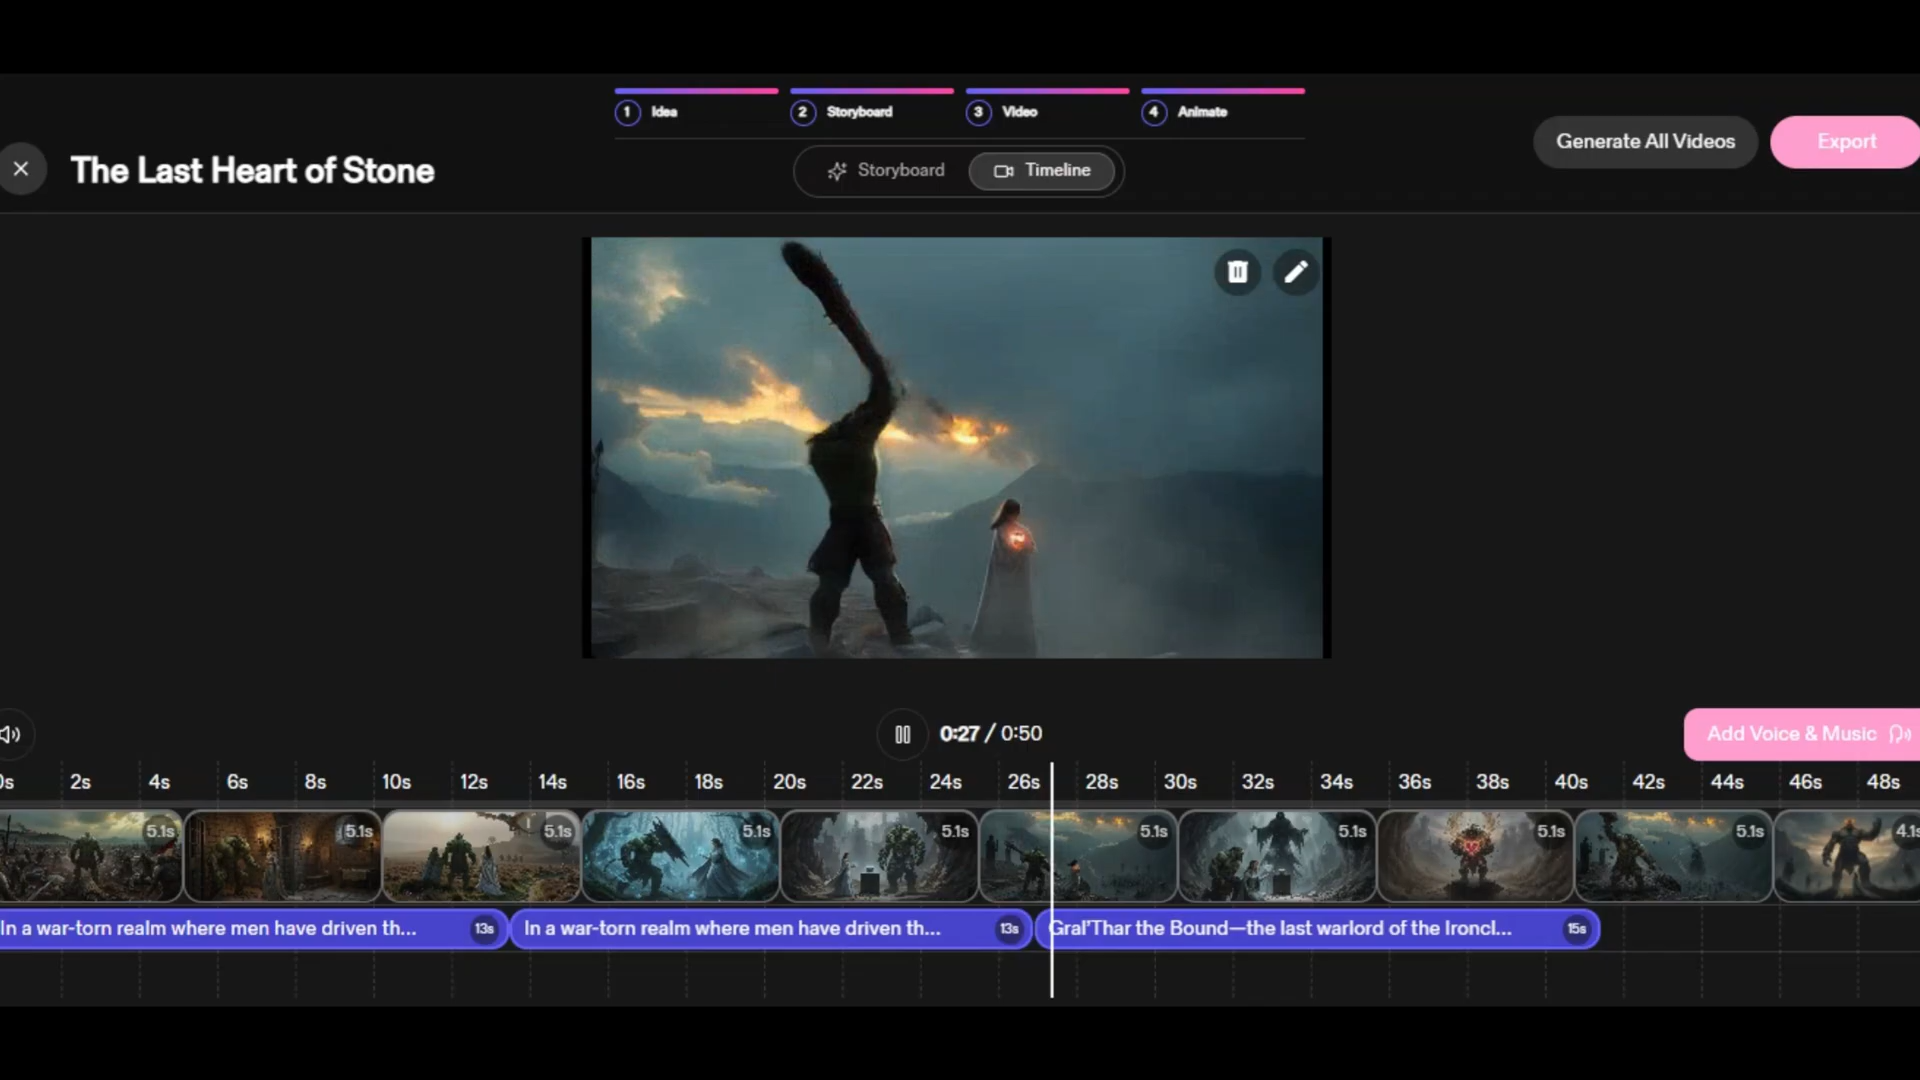 1 Idea
2 Storyboard
3 Video
4 Animate
The Last Heart of Stone
Storyboard
Timeline
Generate All Videos
Export
0:27 / 0:50
Add Voice & Music
0s 2s 4s 6s 8s 10s 12s 14s 16s 18s 20s 22s 24s 26s 28s 30s 32s 34s 36s 38s 40s 42s 44s 46s 48s
5.1s 5.1s 5.1s 5.1s 5.1s 5.1s 5.1s 5.1s 5.1s 4.1s
In a war-torn realm where men have driven th... 13s
In a war-torn realm where men have driven th... 13s
Gral'Thar the Bound—the last warlord of the Ironcl... 15s